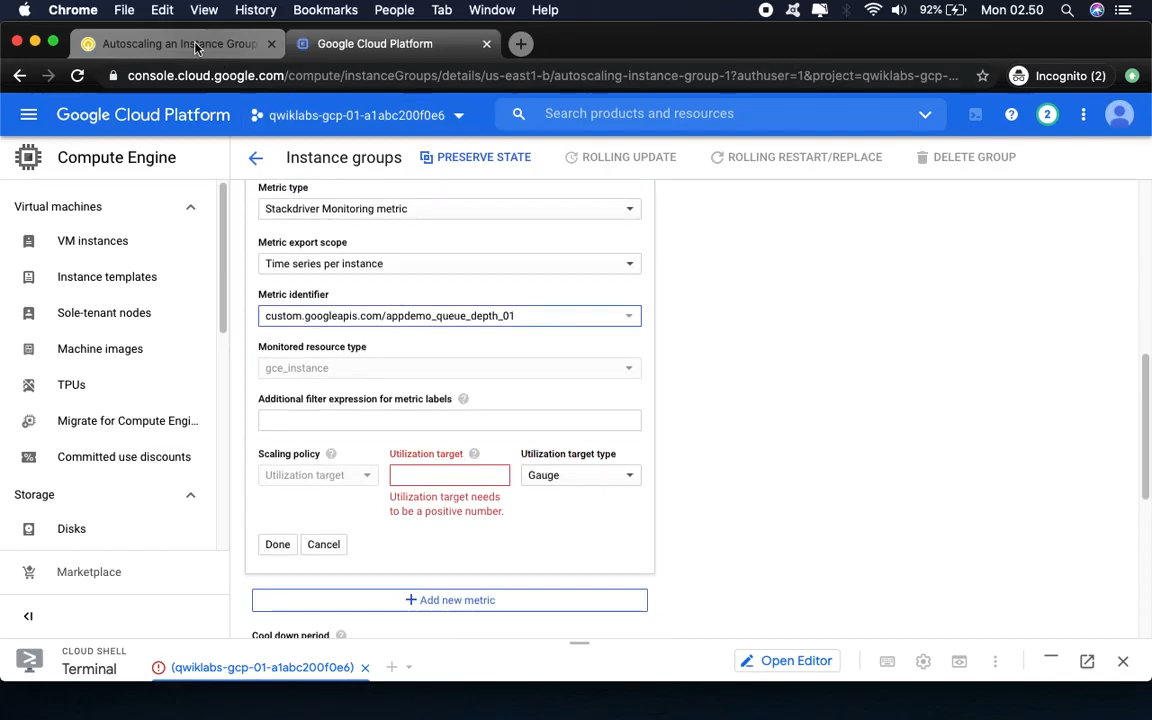 Chrome File Edit View History Bookmarks People Tab Window Help 92% Mon 02.50
Autoscaling an Instance Group Google Cloud Platform
console.cloud.google.com/compute/instanceGroups/details/us-east1-b/autoscaling-instance-group-1?authuser=1&project=qwiklabs-gcp-... Incognito (2)
Google Cloud Platform qwiklabs-gcp-01-a1abc200f0e6 Search products and resources 2
Compute Engine Instance groups PRESERVE STATE ROLLING UPDATE ROLLING RESTART/REPLACE DELETE GROUP
Virtual machines
VM instances
Instance templates
Sole-tenant nodes
Machine images
TPUs
Migrate for Compute Engi...
Committed use discounts
Storage
Disks
Marketplace
Metric type
Stackdriver Monitoring metric
Metric export scope
Time series per instance
Metric identifier
custom.googleapis.com/appdemo_queue_depth_01
Monitored resource type
gce_instance
Additional filter expression for metric labels
Scaling policy Utilization target Utilization target type
Utilization target Gauge
Utilization target needs
to be a positive number.
Done Cancel
Add new metric
Cool down period
CLOUD SHELL
Terminal (qwiklabs-gcp-01-a1abc200f0e6) Open Editor